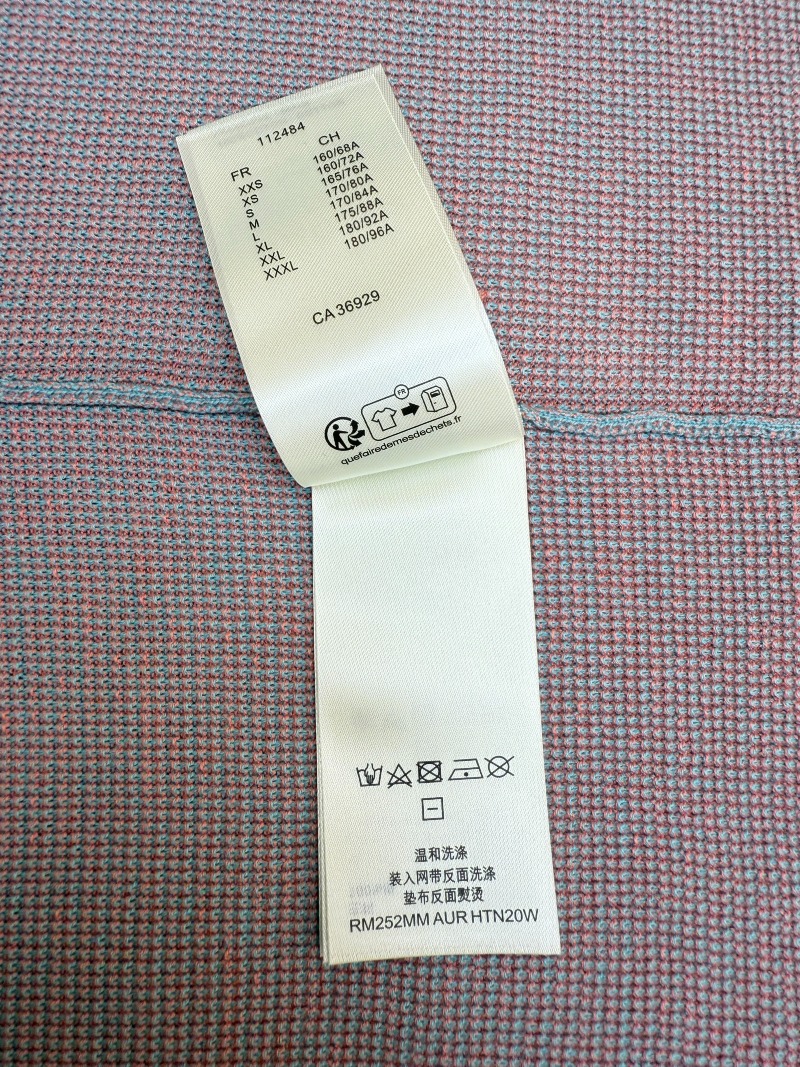 112484
FR CH
XXS 160/68A
XS 160/72A
S 165/76A
M 170/80A
L 170/84A
XL 175/88A
XXL 180/92A
XXXL 180/96A
CA 36929
FR
quefairedemesdechets.fr
温和洗涤
装入网带反面洗涤
垫布反面熨烫
RM252MM AUR HTN20W